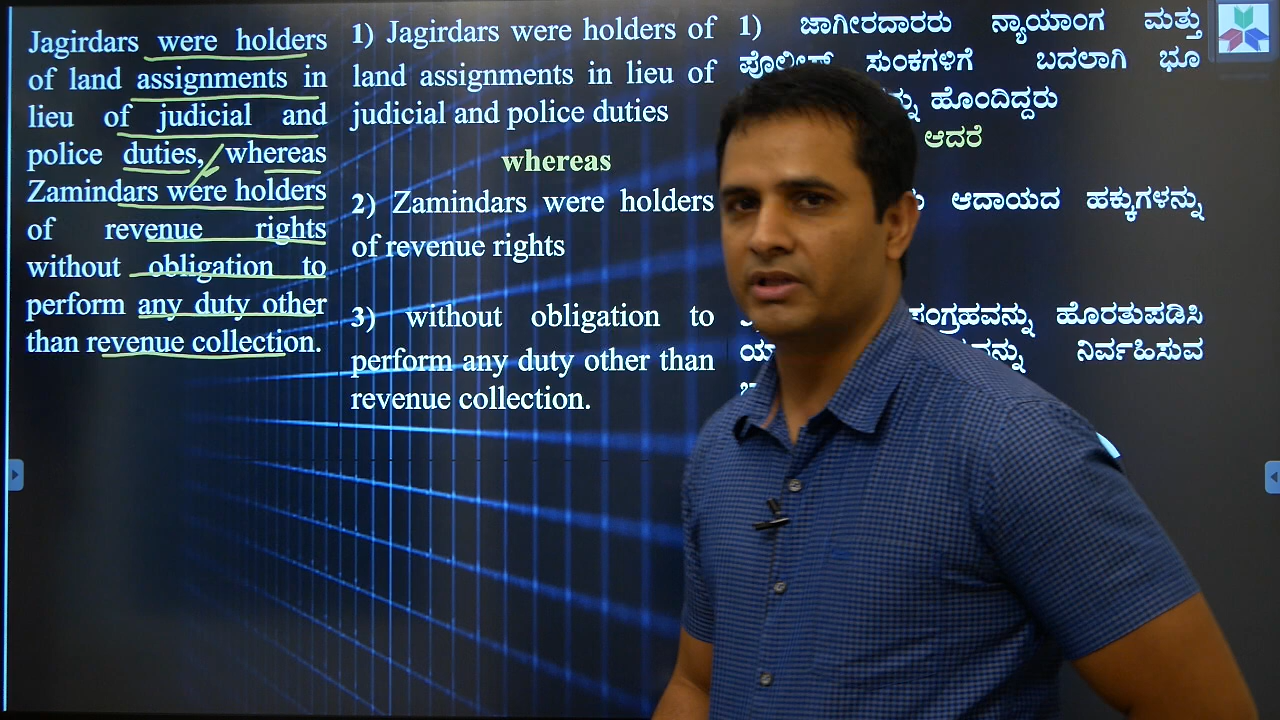 Jagirdars were holders
of land assignments in
lieu of judicial and
police duties, whereas
Zamindars were holders
of revenue rights
without obligation to
perform any duty other
than revenue collection.
1) Jagirdars were holders of
land assignments in lieu of
judicial and police duties
whereas
2) Zamindars were holders
of revenue rights
3) without obligation to
perform any duty other than
revenue collection.
1) ಜಾಗೀರದಾರರು ನ್ಯಾಯಾಂಗ ಮತ್ತು
ಸುಂಕಗಳಿಗೆ ಬದಲಾಗಿ ಭೂ
ಹೊಂದಿದ್ದರು
ಆದರೆ
ಆದಾಯದ ಹಕ್ಕುಗಳನ್ನು
ಸಂಗ್ರಹವನ್ನು ಹೊರತುಪಡಿಸಿ
ನಿರ್ವಹಿಸುವ